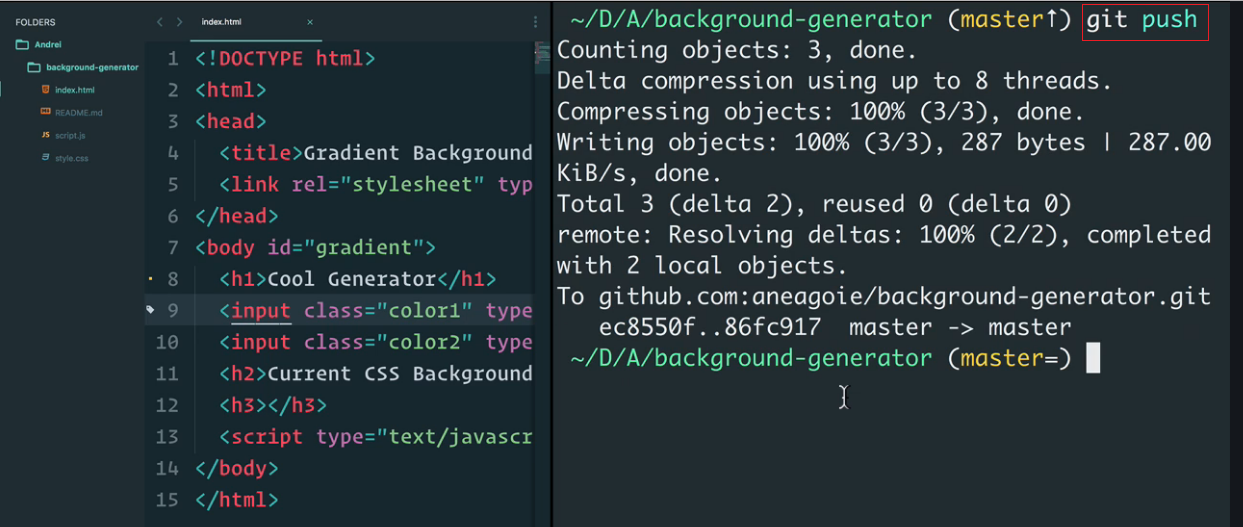 FOLDERS
Andrei
background-generator
index.html
README.md
script.js
style.css
index.html
1 <!DOCTYPE html>
2 <html>
3 <head>
4 <title>Gradient Background
5 <link rel="stylesheet" typ
6 </head>
7 <body id="gradient">
8 <h1>Cool Generator</h1>
9 <input class="color1" type
10 <input class="color2" type
11 <h2>Current CSS Background
12 <h3></h3>
13 <script type="text/javascr
14 </body>
15 </html>
~/D/A/background-generator (master↑) git push
Counting objects: 3, done.
Delta compression using up to 8 threads.
Compressing objects: 100% (3/3), done.
Writing objects: 100% (3/3), 287 bytes | 287.00
KiB/s, done.
Total 3 (delta 2), reused 0 (delta 0)
remote: Resolving deltas: 100% (2/2), completed
with 2 local objects.
To github.com:aneagoie/background-generator.git
ec8550f..86fc917 master -> master
~/D/A/background-generator (master=)